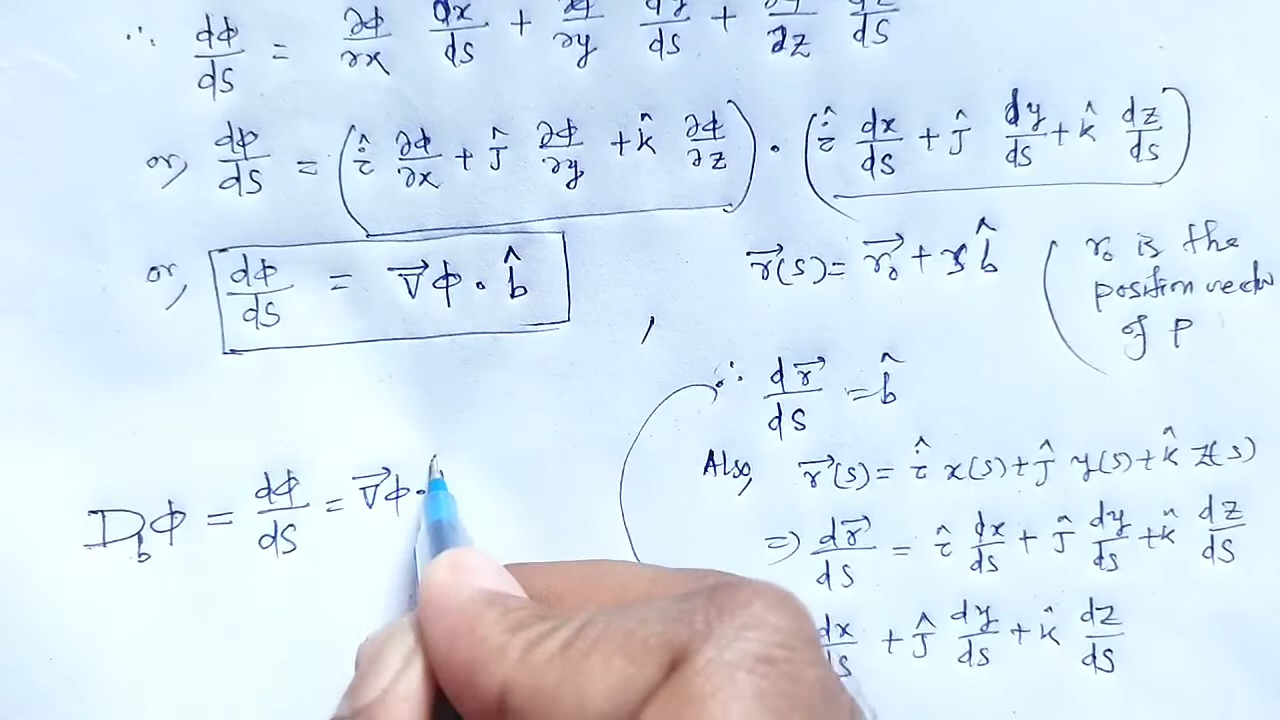 ∴ dφ/ds = ∂φ/∂x dx/ds + ∂φ/∂y dy/ds + ∂φ/∂z dz/ds
or, dφ/ds = (î ∂φ/∂x + ĵ ∂φ/∂y + k̂ ∂φ/∂z) · (î dx/ds + ĵ dy/ds + k̂ dz/ds)
or, dφ/ds = ∇⃗φ · b̂ ,
r⃗(s) = r⃗₀ + s b̂
( r₀ is the
position
of P
∴ dr⃗/ds = b̂
Also, r⃗(s) = î x(s) + ĵ y(s) + k̂ z(s)
⇒ dr⃗/ds = î dx/ds + ĵ dy/ds + k̂ dz/ds
dx/ds + ĵ dy/ds + k̂ dz/ds
D_b φ = dφ/ds = ∇⃗φ ·